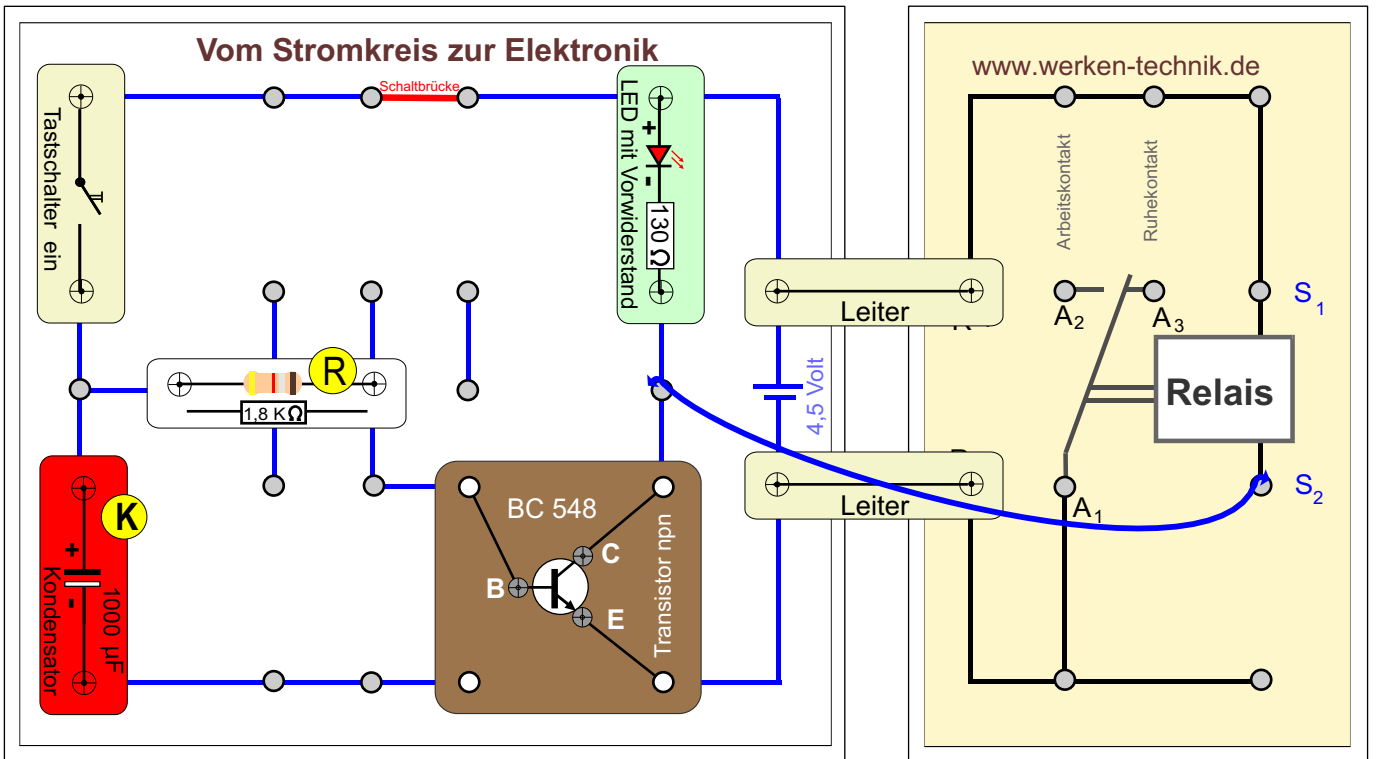 Vom Stromkreis zur Elektronik
www.werken-technik.de
Schaltbrücke
Tastschalter ein
LED mit Vorwiderstand
+
-
130 Ω
Arbeitskontakt
Ruhekontakt
Leiter
A2
A3
S1
R
1,8 KΩ
4,5 Volt
Relais
K
+
-
1000 µF
Kondensator
BC 548
Transistor npn
B
C
E
Leiter
A1
S2